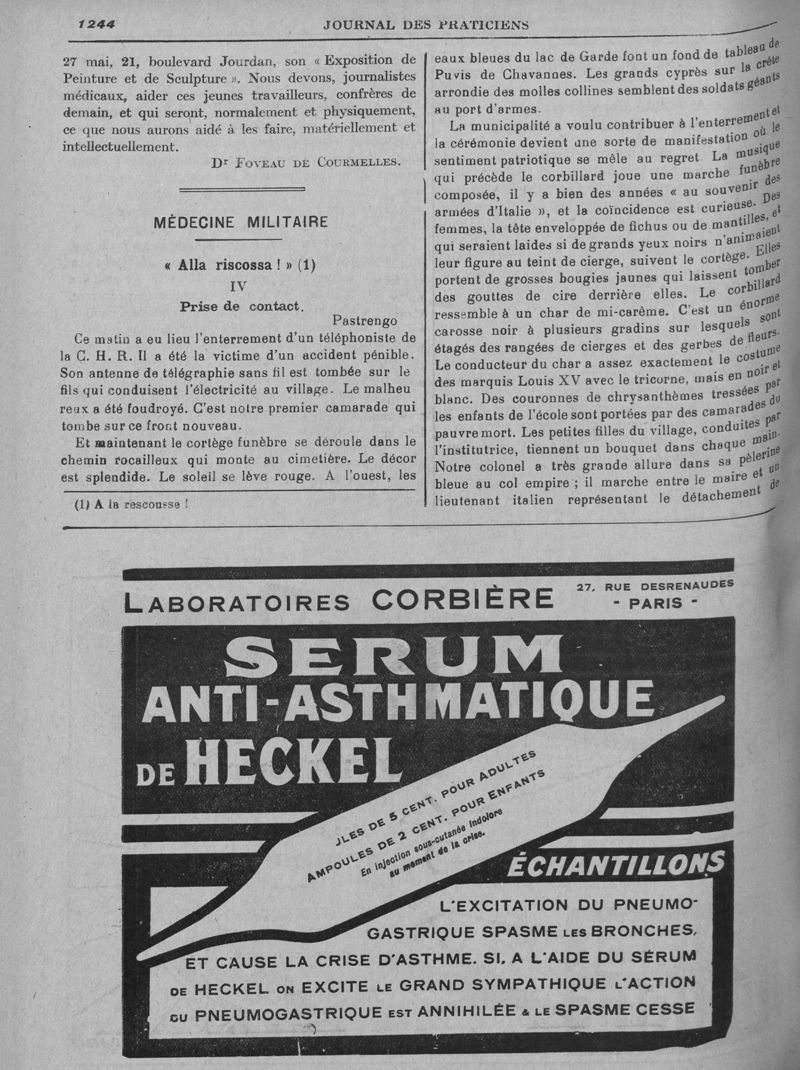 1244
JOURNAL DES PRATICIENS
27 mai, 21, boulevard Jourdan, son « Exposition de
Peinture et de Sculpture ». Nous devons, journalistes
médicaux, aider ces jeunes travailleurs, confrères de
demain, et qui seront, normalement et physiquement,
ce que nous aurons aidé à les faire, matériellement et
intellectuellement.
Dr FOVEAU DE COURMELLES.
MÉDECINE MILITAIRE
« Alla riscossa ! » (1)
IV
Prise de contact.
Pastrengo
Ce matin a eu lieu l'enterrement d'un téléphoniste de
la C. H. R. Il a été la victime d'un accident pénible.
Son antenne de télégraphie sans fil est tombée sur le
fils qui conduisent l'électricité au village. Le malheu
reux a été foudroyé. C'est notre premier camarade qui
tombe sur ce front nouveau.
Et maintenant le cortège funèbre se déroule dans le
chemin rocailleux qui monte au cimetière. Le décor
est splendide. Le soleil se lève rouge. A l'ouest, les
(1) A la rescousse !
eaux bleues du lac de Garde font un fond de tableau de
Puvis de Chavannes. Les grands cyprès sur la crête
arrondie des molles collines semblent des soldats géants
au port d'armes.
La municipalité a voulu contribuer à l'enterrement et
la cérémonie devient une sorte de manifestation où le
sentiment patriotique se mêle au regret. La musique
qui précède le corbillard joue une marche funèbre
composée, il y a bien des années « au souvenir des
armées d'Italie », et la coïncidence est curieuse. Des
femmes, la tête enveloppée de fichus ou de mantilles, et
qui seraient laides si de grands yeux noirs n'animaient
leur figure au teint de cierge, suivent le cortège. Elles
portent de grosses bougies jaunes qui laissent tomber
des gouttes de cire derrière elles. Le corbillard
ressemble à un char de mi-carême. C'est un énorme
carosse noir à plusieurs gradins sur lesquels sont
étagés des rangées de cierges et des gerbes de fleurs.
Le conducteur du char a assez exactement le costume
des marquis Louis XV avec le tricorne, mais en noir et
blanc. Des couronnes de chrysanthèmes tressées par
les enfants de l'école sont portées par des camarades du
pauvre mort. Les petites filles du village, conduites par
l'institutrice, tiennent un bouquet dans chaque main.
Notre colonel a très grande allure dans sa pèlerine
bleue au col empire ; il marche entre le maire et un
lieutenant italien représentant le détachement de
LABORATOIRES CORBIÈRE
27, RUE DESRENAUDES
- PARIS -
SERUM
ANTI-ASTHMATIQUE
DE HECKEL
ULES DE 5 CENT. POUR ADULTES
AMPOULES DE 2 CENT. POUR ENFANTS
En injection sous-cutanée indolore
au moment de la crise.
ÉCHANTILLONS
L'EXCITATION DU PNEUMO-
GASTRIQUE SPASME LES BRONCHES,
ET CAUSE LA CRISE D'ASTHME. SI, A L'AIDE DU SÉRUM
DE HECKEL ON EXCITE LE GRAND SYMPATHIQUE L'ACTION
DU PNEUMOGASTRIQUE EST ANNIHILÉE & LE SPASME CESSE